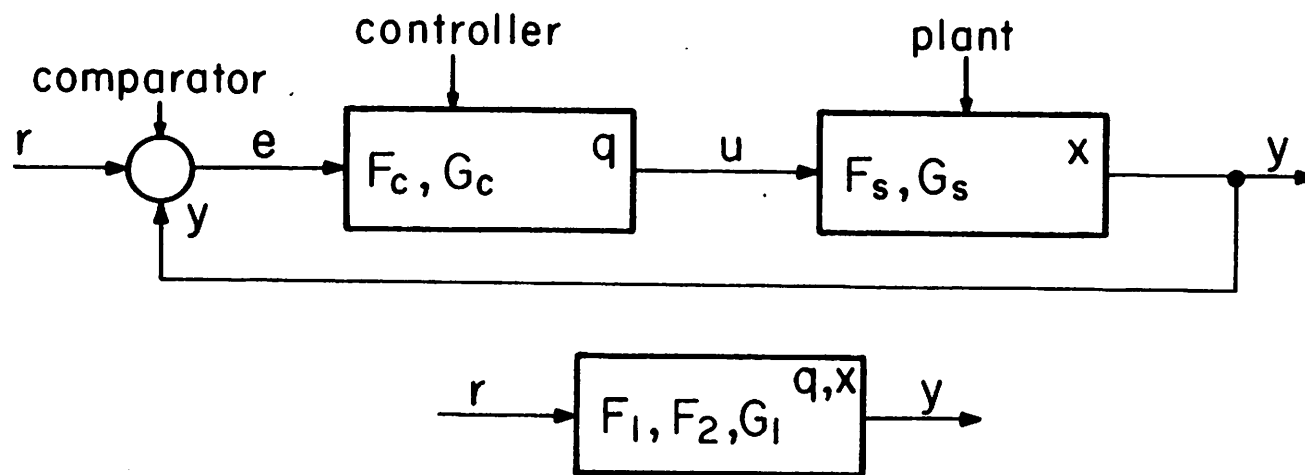 controller
plant
comparator
r
e
F_c, G_c
q
u
F_s, G_s
x
y
y
r
F_1, F_2, G_1
q,x
y